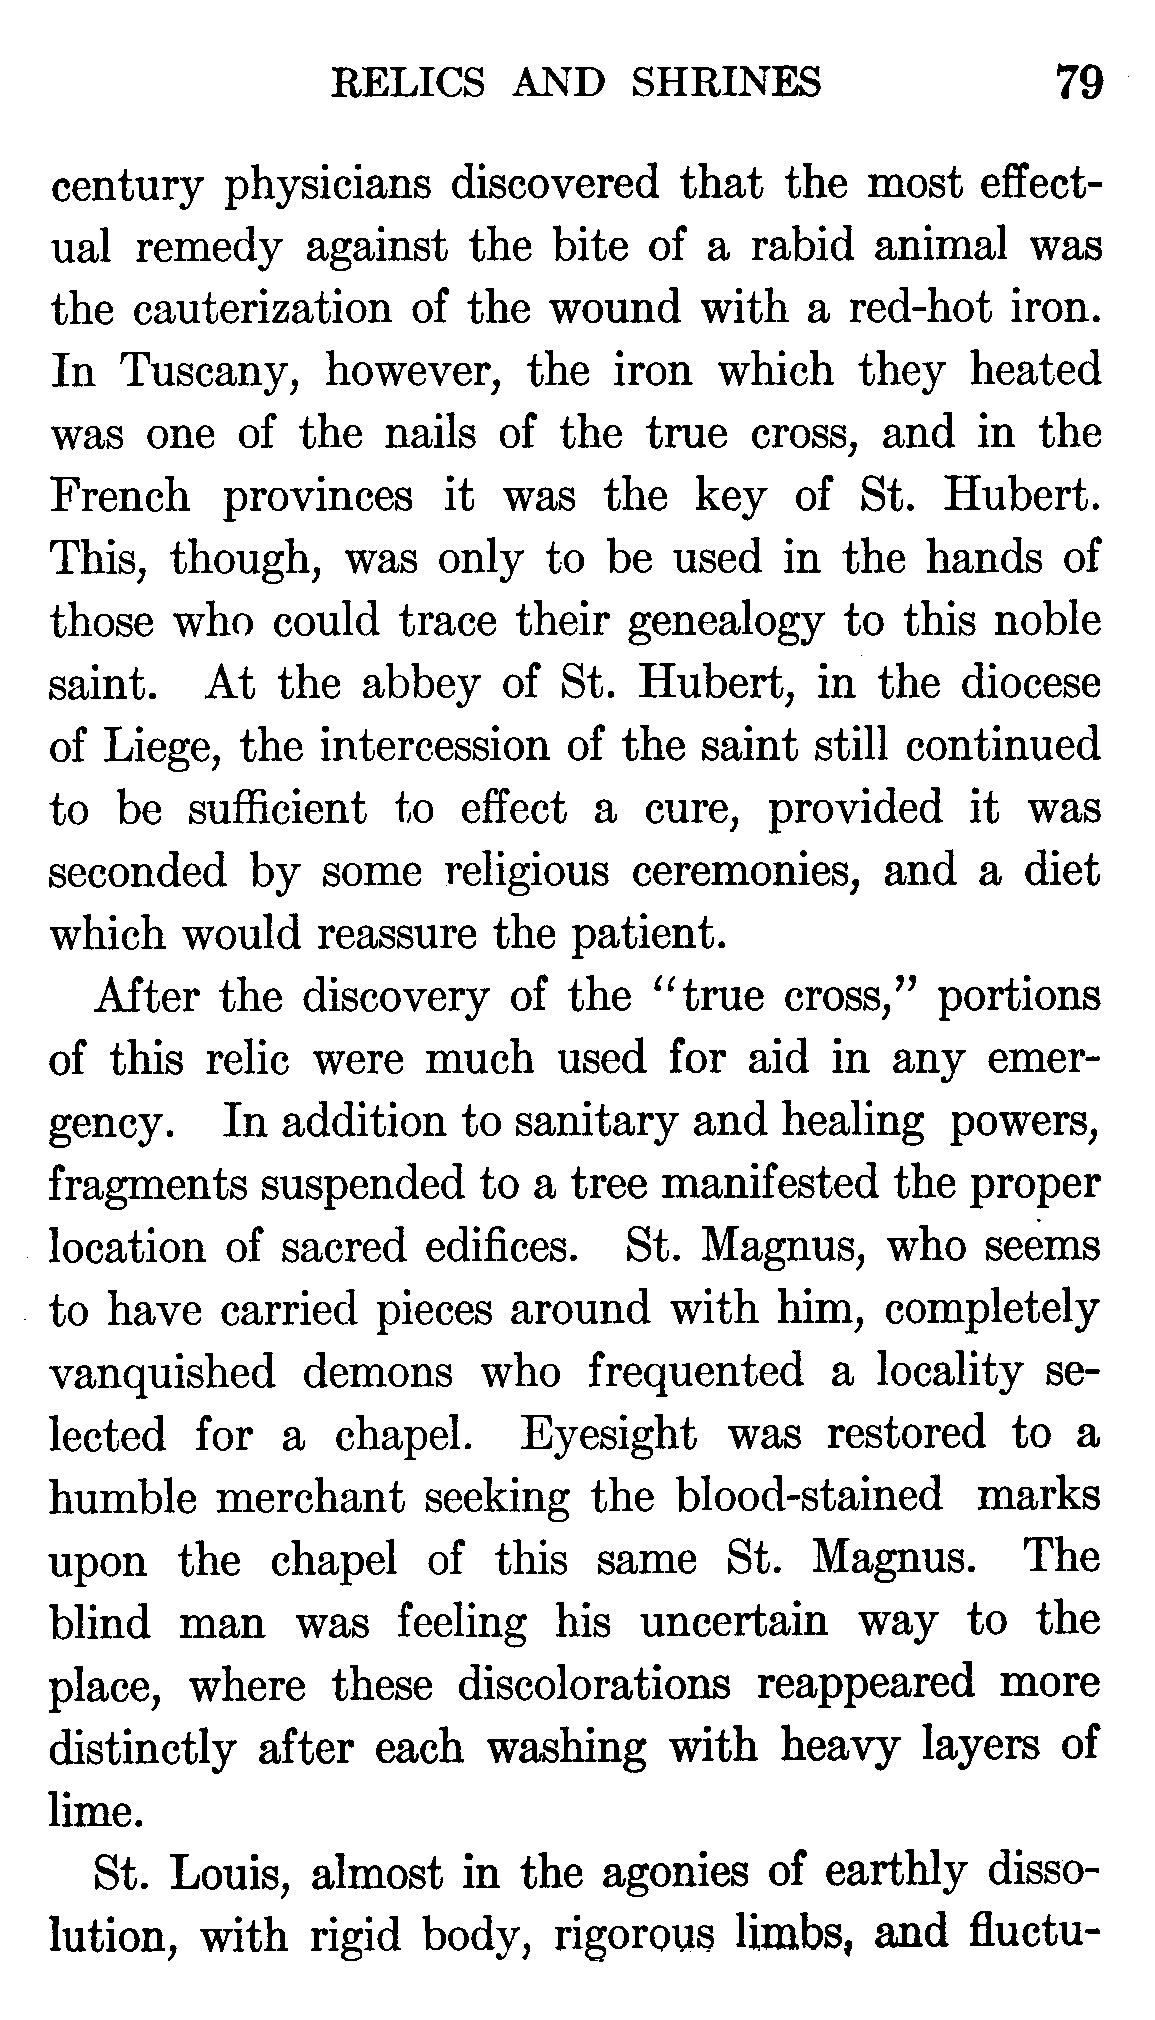 RELICS AND SHRINES 79
century physicians discovered that the most effect-
ual remedy against the bite of a rabid animal was
the cauterization of the wound with a red-hot iron.
In Tuscany, however, the iron which they heated
was one of the nails of the true cross, and in the
French provinces it was the key of St. Hubert.
This, though, was only to be used in the hands of
those who could trace their genealogy to this noble
saint. At the abbey of St. Hubert, in the diocese
of Liege, the intercession of the saint still continued
to be sufficient to effect a cure, provided it was
seconded by some religious ceremonies, and a diet
which would reassure the patient.
After the discovery of the “true cross,” portions
of this relic were much used for aid in any emer-
gency. In addition to sanitary and healing powers,
fragments suspended to a tree manifested the proper
location of sacred edifices. St. Magnus, who seems
to have carried pieces around with him, completely
vanquished demons who frequented a locality se-
lected for a chapel. Eyesight was restored to a
humble merchant seeking the blood-stained marks
upon the chapel of this same St. Magnus. The
blind man was feeling his uncertain way to the
place, where these discolorations reappeared more
distinctly after each washing with heavy layers of
lime.
St. Louis, almost in the agonies of earthly disso-
lution, with rigid body, rigorous limbs, and fluctu-